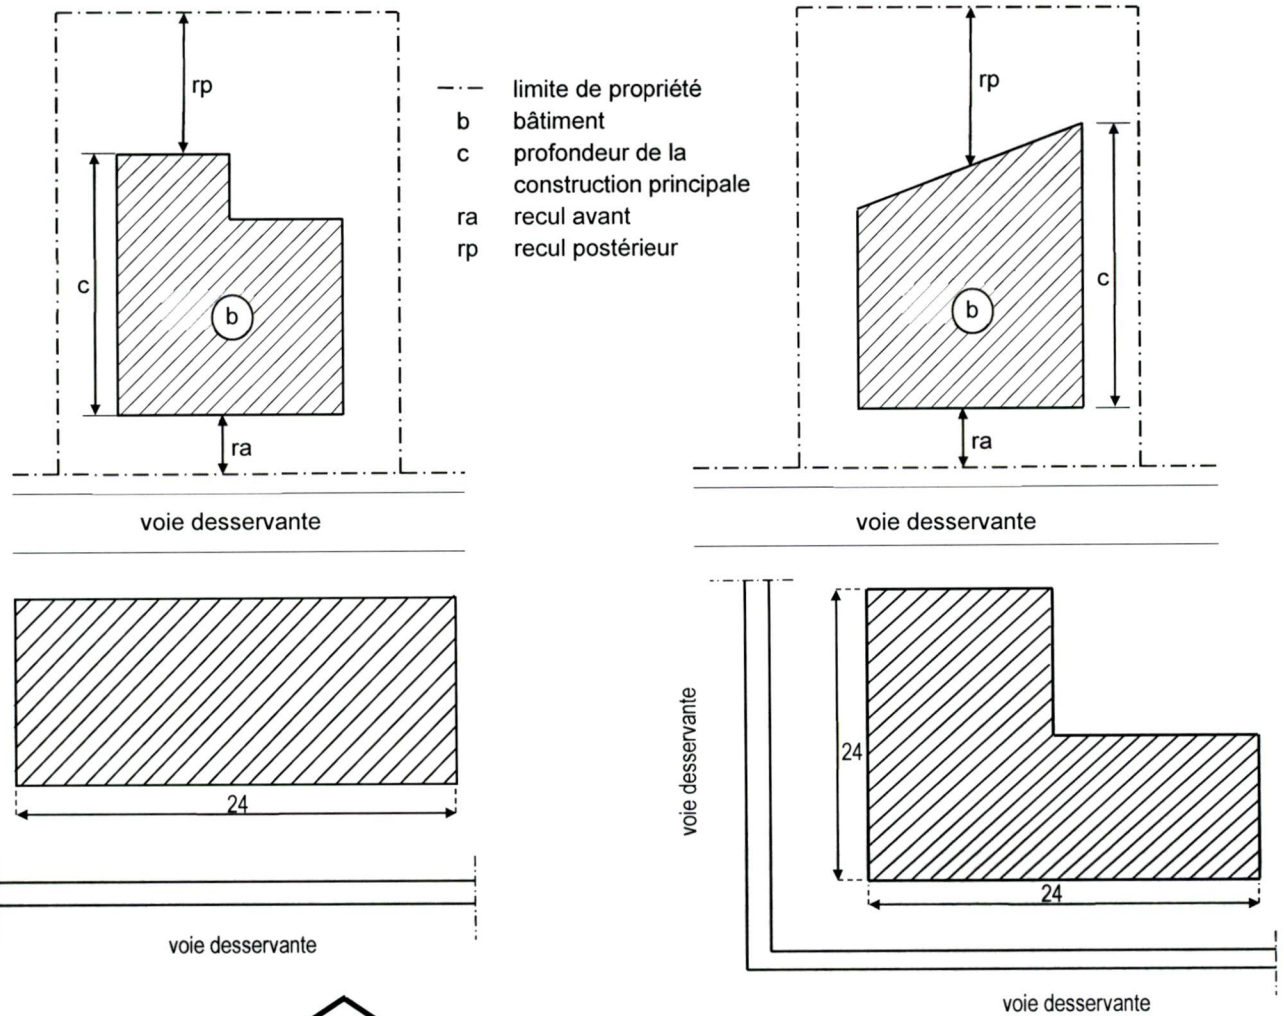 rp
c
b
ra
voie desservante
limite de propriété
b bâtiment
c profondeur de la
construction principale
ra recul avant
rp recul postérieur
rp
c
b
ra
voie desservante
24
voie desservante
voie desservante
24
24
voie desservante